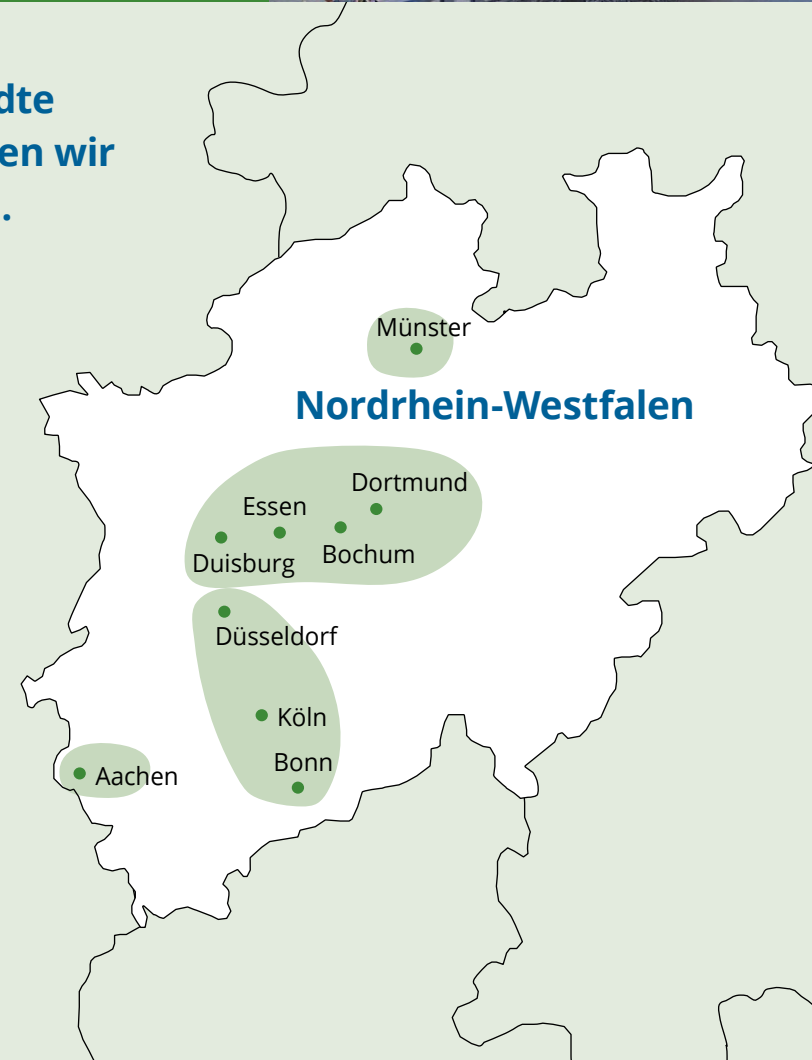 dte
en wir
.
Münster
Nordrhein-Westfalen
Dortmund
Essen
Bochum
Duisburg
Düsseldorf
Köln
Bonn
Aachen